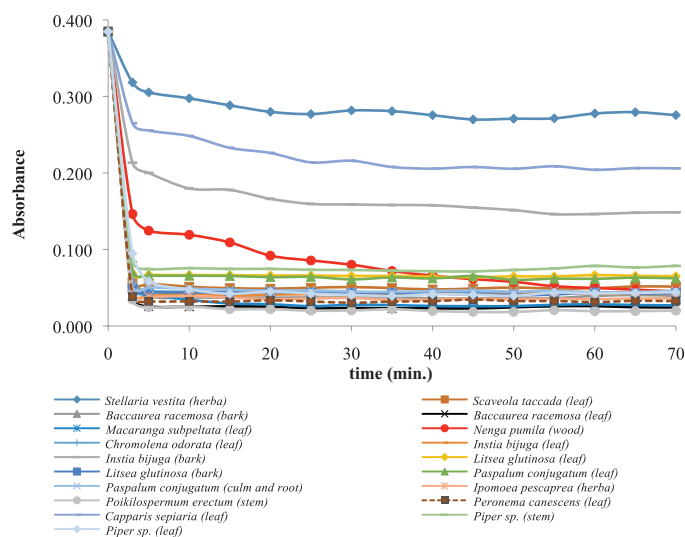 0.400
0.300
0.200
0.100
0.000
Absorbance
0 10 20 30 40 50 60 70
time (min.)
Stellaria vestita (herba)
Baccaurea racemosa (bark)
Macaranga subpeltata (leaf)
Chromolena odorata (leaf)
Instia bijuga (bark)
Litsea glutinosa (bark)
Paspalum conjugatum (culm and root)
Poikilospermum erectum (stem)
Capparis sepiaria (leaf)
Piper sp. (leaf)
Scaveola taccada (leaf)
Baccaurea racemosa (leaf)
Nenga pumila (wood)
Instia bijuga (leaf)
Litsea glutinosa (leaf)
Paspalum conjugatum (leaf)
Ipomoea pescaprea (herba)
Peronema canescens (leaf)
Piper sp. (stem)